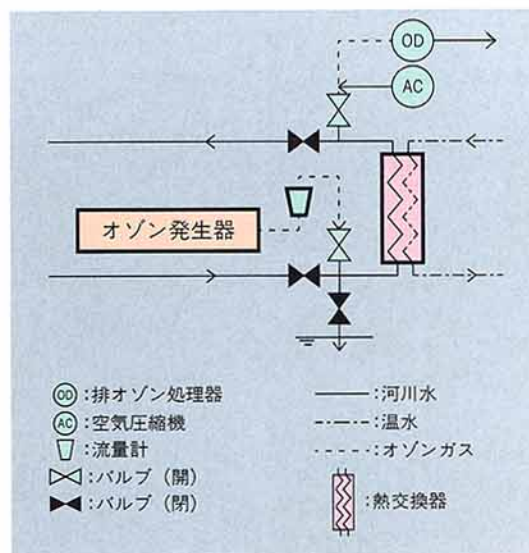 OD
AC
オゾン発生器
OD:排オゾン処理器
AC:空気圧縮機
:流量計
:バルブ(開)
:バルブ(閉)
:河川水
:温水
:オゾンガス
:熱交換器